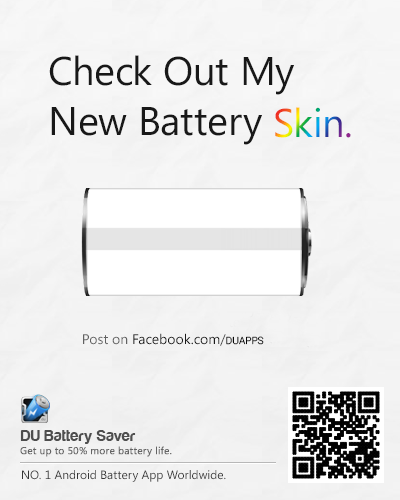 Check Out My
New Battery Skin.
Post on Facebook.com/DUAPPS
DU Battery Saver
Get up to 50% more battery life.
NO. 1 Android Battery App Worldwide.